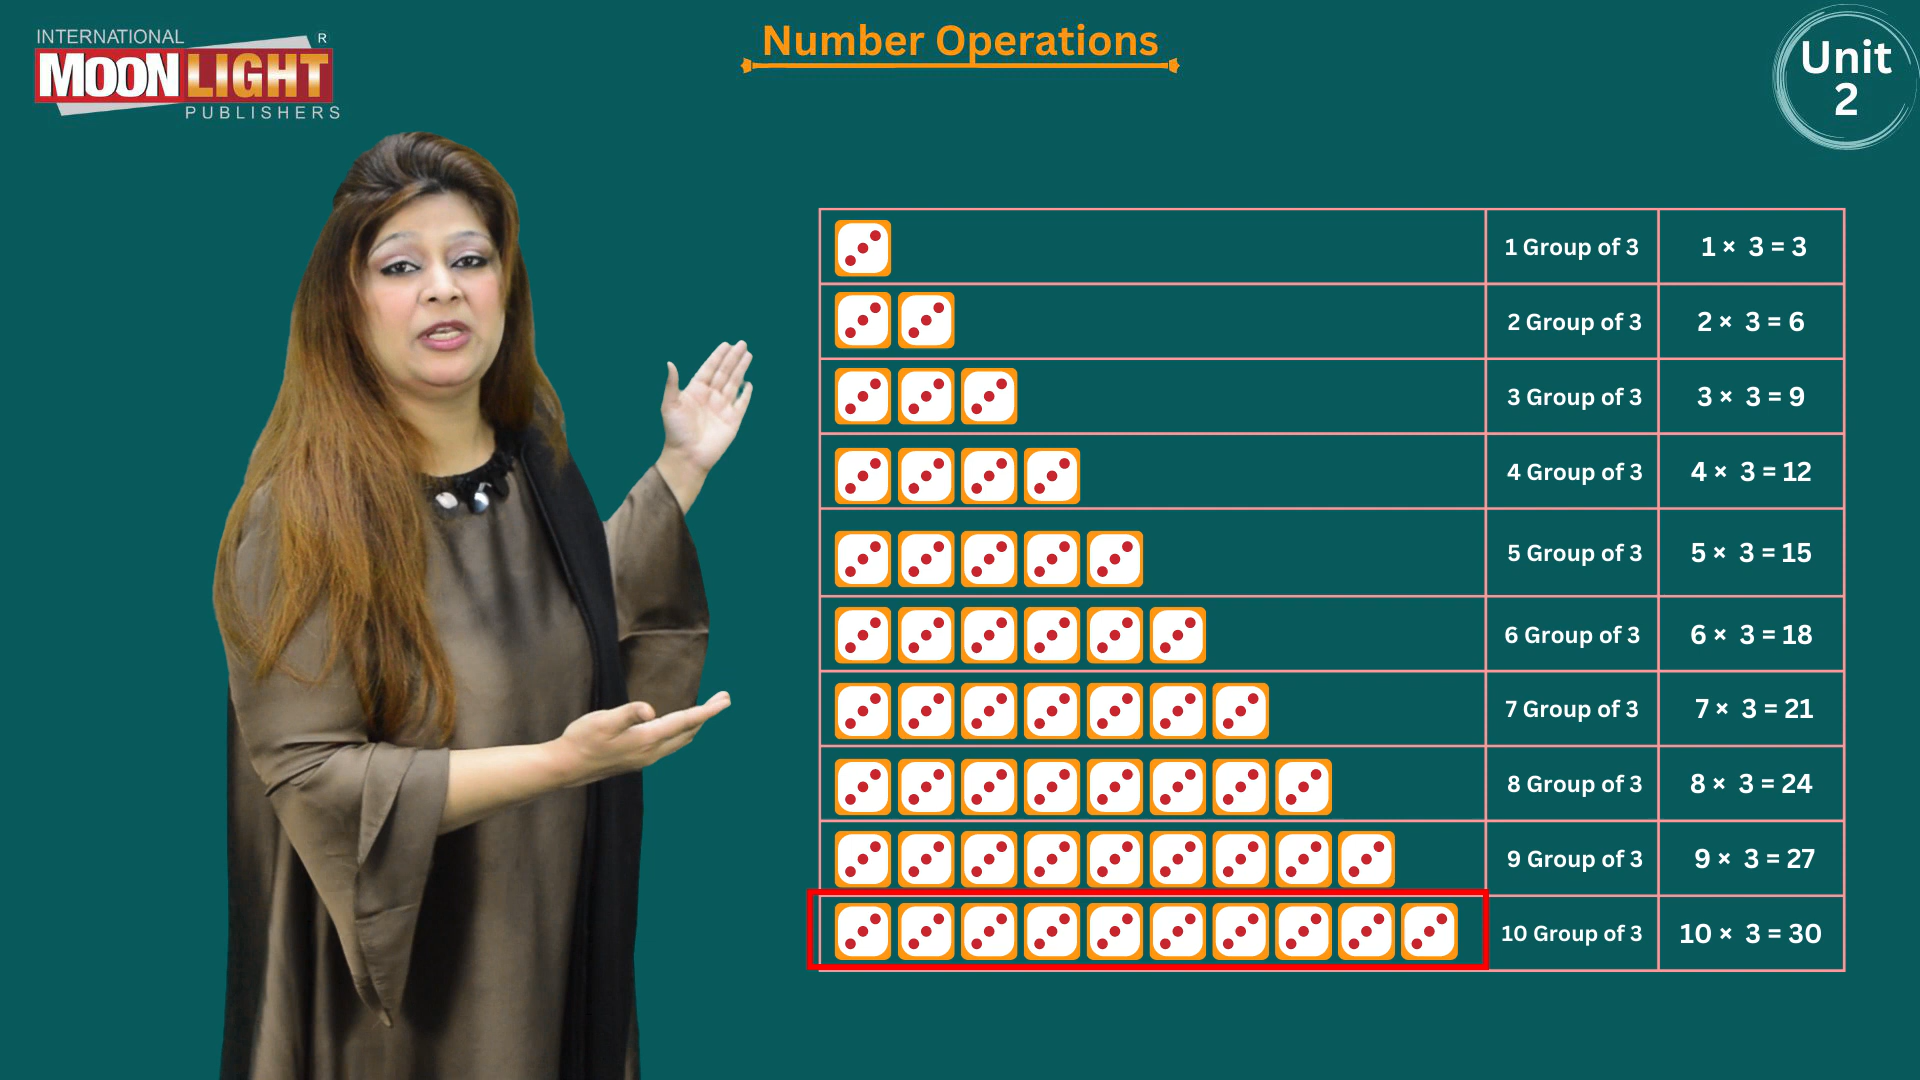 INTERNATIONAL
R
MOONLIGHT
PUBLISHERS
Number Operations
Unit
2
1 Group of 3 1 × 3 = 3
2 Group of 3 2 × 3 = 6
3 Group of 3 3 × 3 = 9
4 Group of 3 4 × 3 = 12
5 Group of 3 5 × 3 = 15
6 Group of 3 6 × 3 = 18
7 Group of 3 7 × 3 = 21
8 Group of 3 8 × 3 = 24
9 Group of 3 9 × 3 = 27
10 Group of 3 10 × 3 = 30